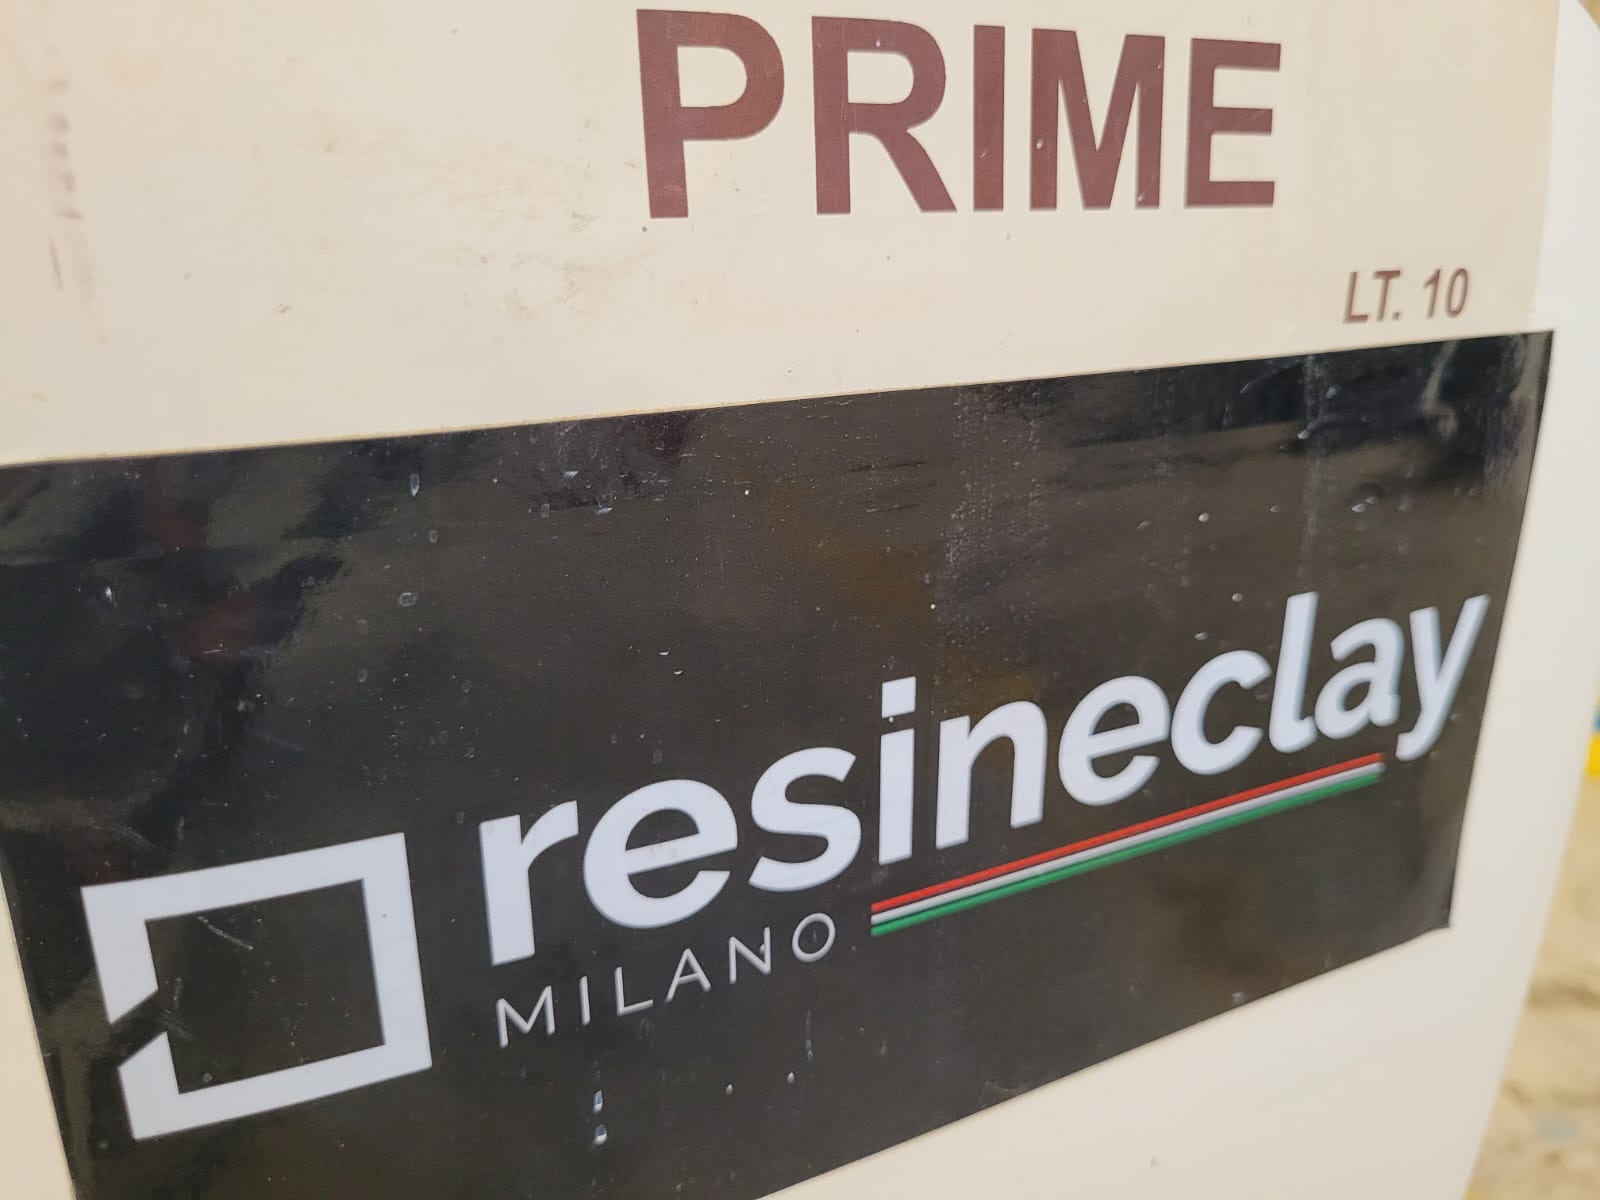 PRIME
LT. 10
resineclay
MILANO